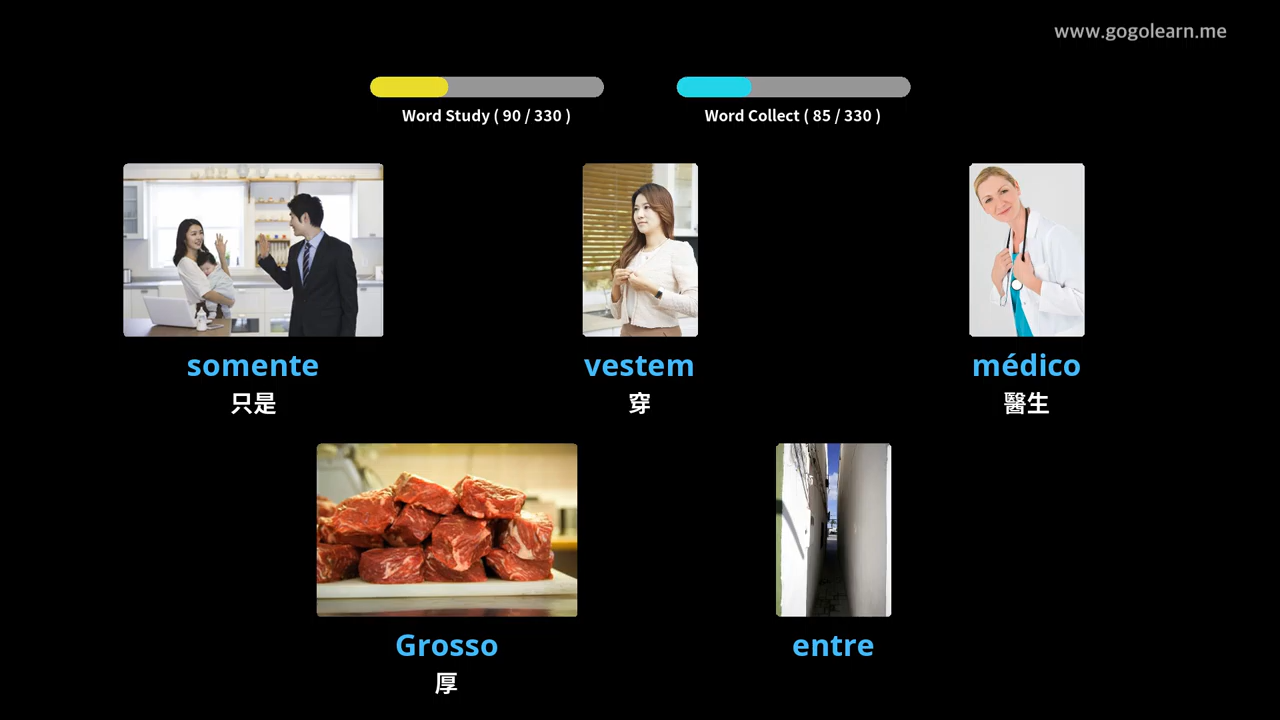 www.gogolearn.me
Word Study ( 90 / 330 )
Word Collect ( 85 / 330 )
somente
只是
vestem
穿
médico
醫生
Grosso
厚
entre